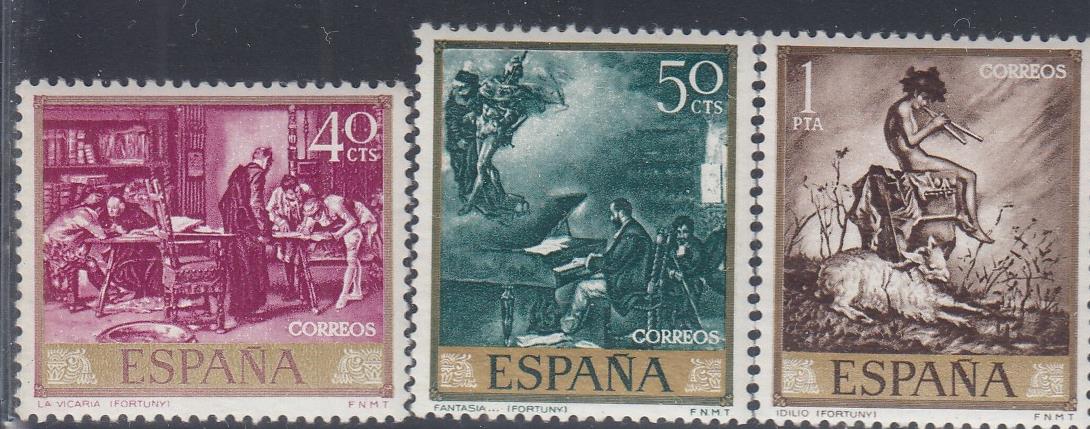 40
CTS
CORREOS
ESPAÑA
LA VICARIA (FORTUNY)
F.N.M.T
50
CTS
CORREOS
ESPAÑA
FANTASIA... (FORTUNY)
F.N.M.T
1
PTA
CORREOS
ESPAÑA
IDILIO (FORTUNY)
F.N.M.T